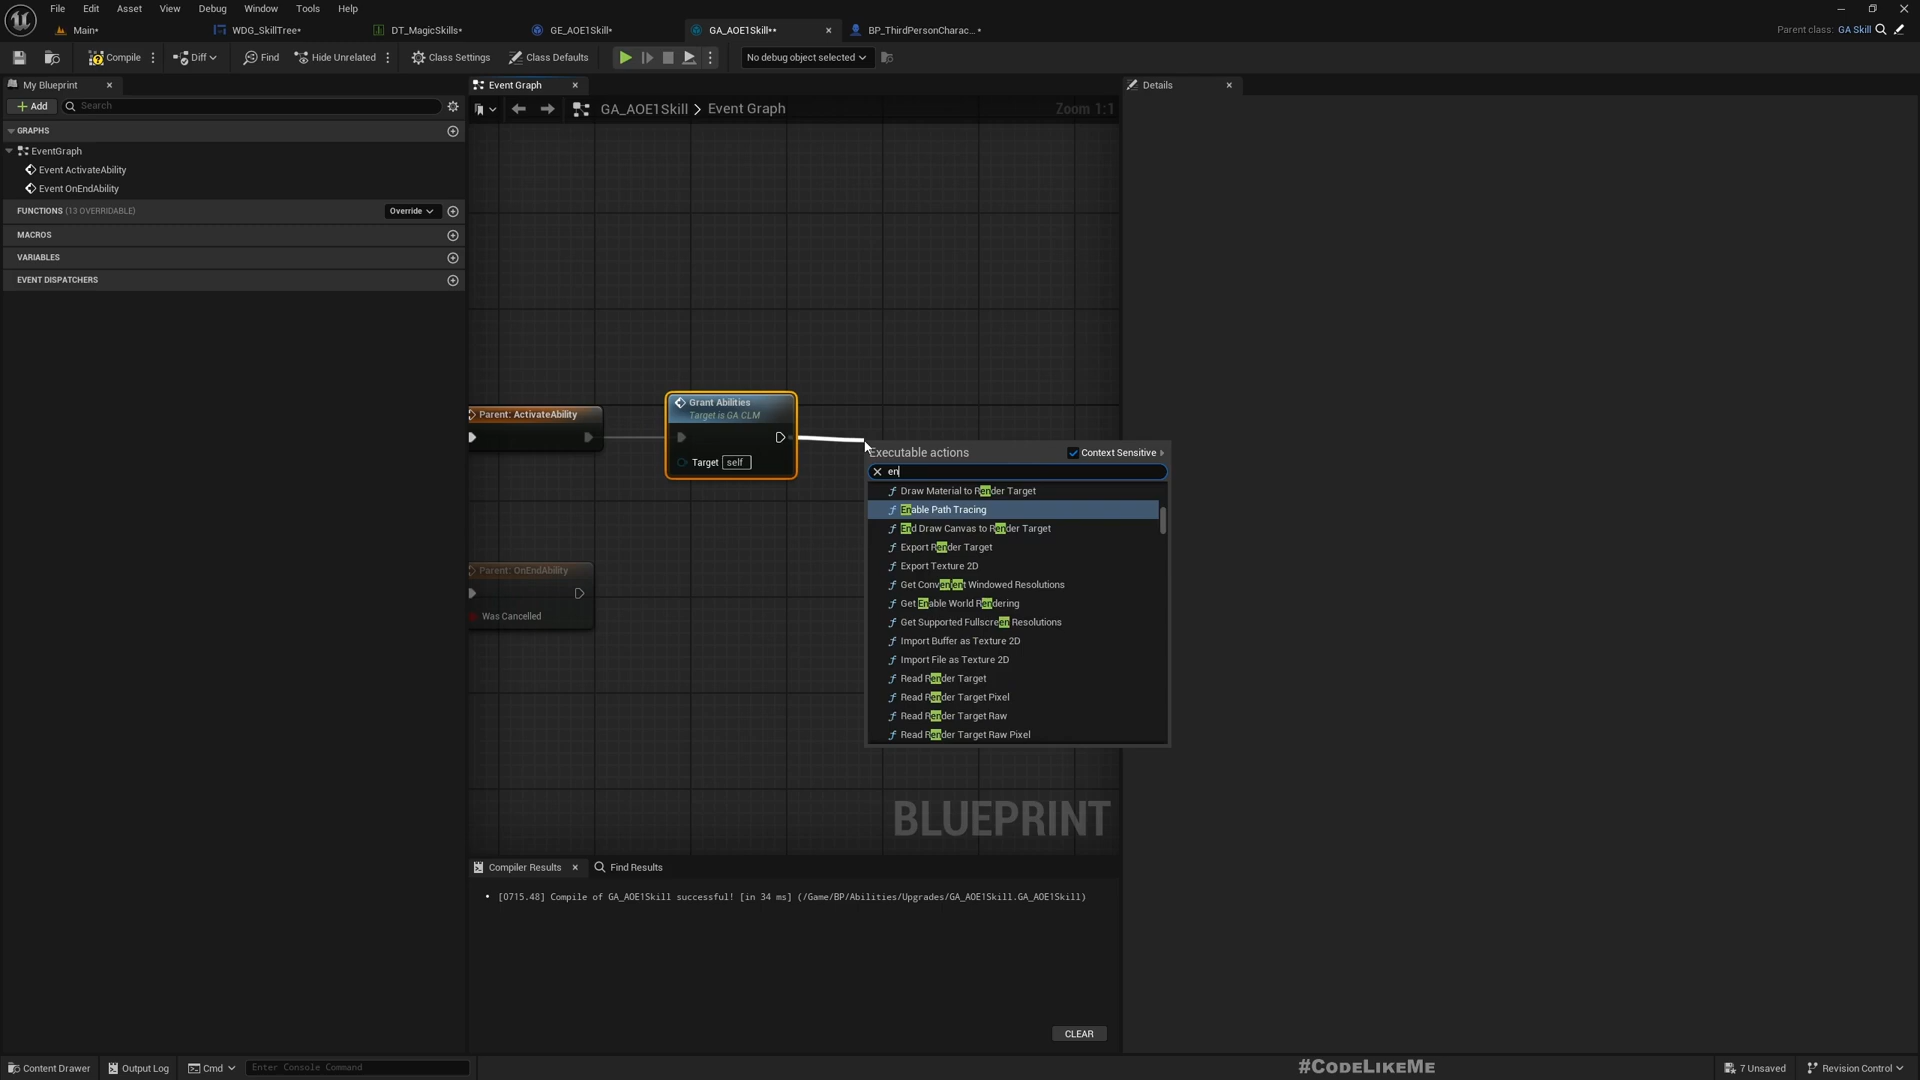 File Edit Asset View Debug Window Tools Help
Main* WDG_SkillTree* DT_MagicSkills* GE_AOE1Skill* GA_AOE1Skill** BP_ThirdPersonCharac...* Parent class: GA Skill
Compile Diff Find Hide Unrelated Class Settings Class Defaults No debug object selected
My Blueprint Event Graph Details
Add Search GA_AOE1Skill > Event Graph Zoom 1:1
GRAPHS
EventGraph
Event ActivateAbility
Event OnEndAbility
FUNCTIONS (13 OVERRIDABLE) Override
MACROS
VARIABLES
EVENT DISPATCHERS
Parent: ActivateAbility
Grant Abilities
Target is GA CLM
Target self
Parent: OnEndAbility
Was Cancelled
Executable actions Context Sensitive
en
Draw Material to Render Target
Enable Path Tracing
End Draw Canvas to Render Target
Export Render Target
Export Texture 2D
Get Convenient Windowed Resolutions
Get Enable World Rendering
Get Supported Fullscreen Resolutions
Import Buffer as Texture 2D
Import File as Texture 2D
Read Render Target
Read Render Target Pixel
Read Render Target Raw
Read Render Target Raw Pixel
BLUEPRINT
Compiler Results Find Results
[0715.48] Compile of GA_AOE1Skill successful! [in 34 ms] (/Game/BP/Abilities/Upgrades/GA_AOE1Skill.GA_AOE1Skill)
CLEAR
Content Drawer Output Log Cmd Enter Console Command #CODELIKEME 7 Unsaved Revision Control